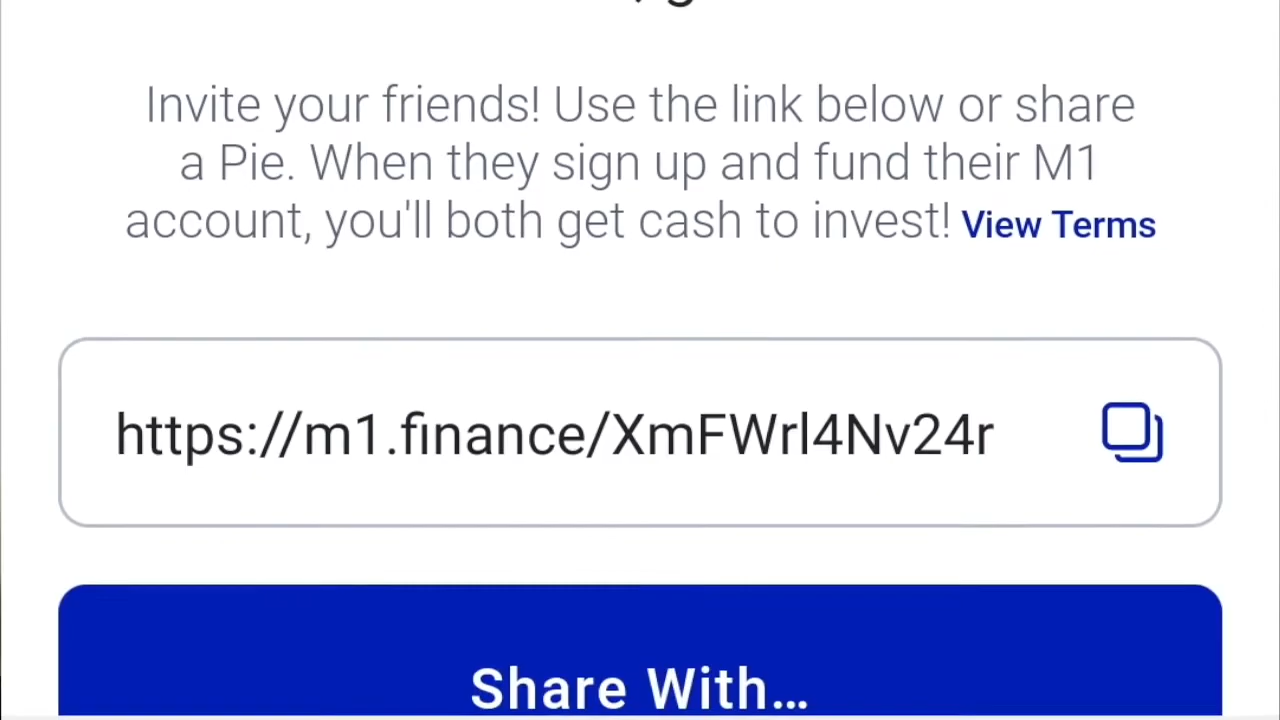 Invite your friends! Use the link below or share
a Pie. When they sign up and fund their M1
account, you'll both get cash to invest! View Terms
https://m1.finance/XmFWrl4Nv24r
Share With...